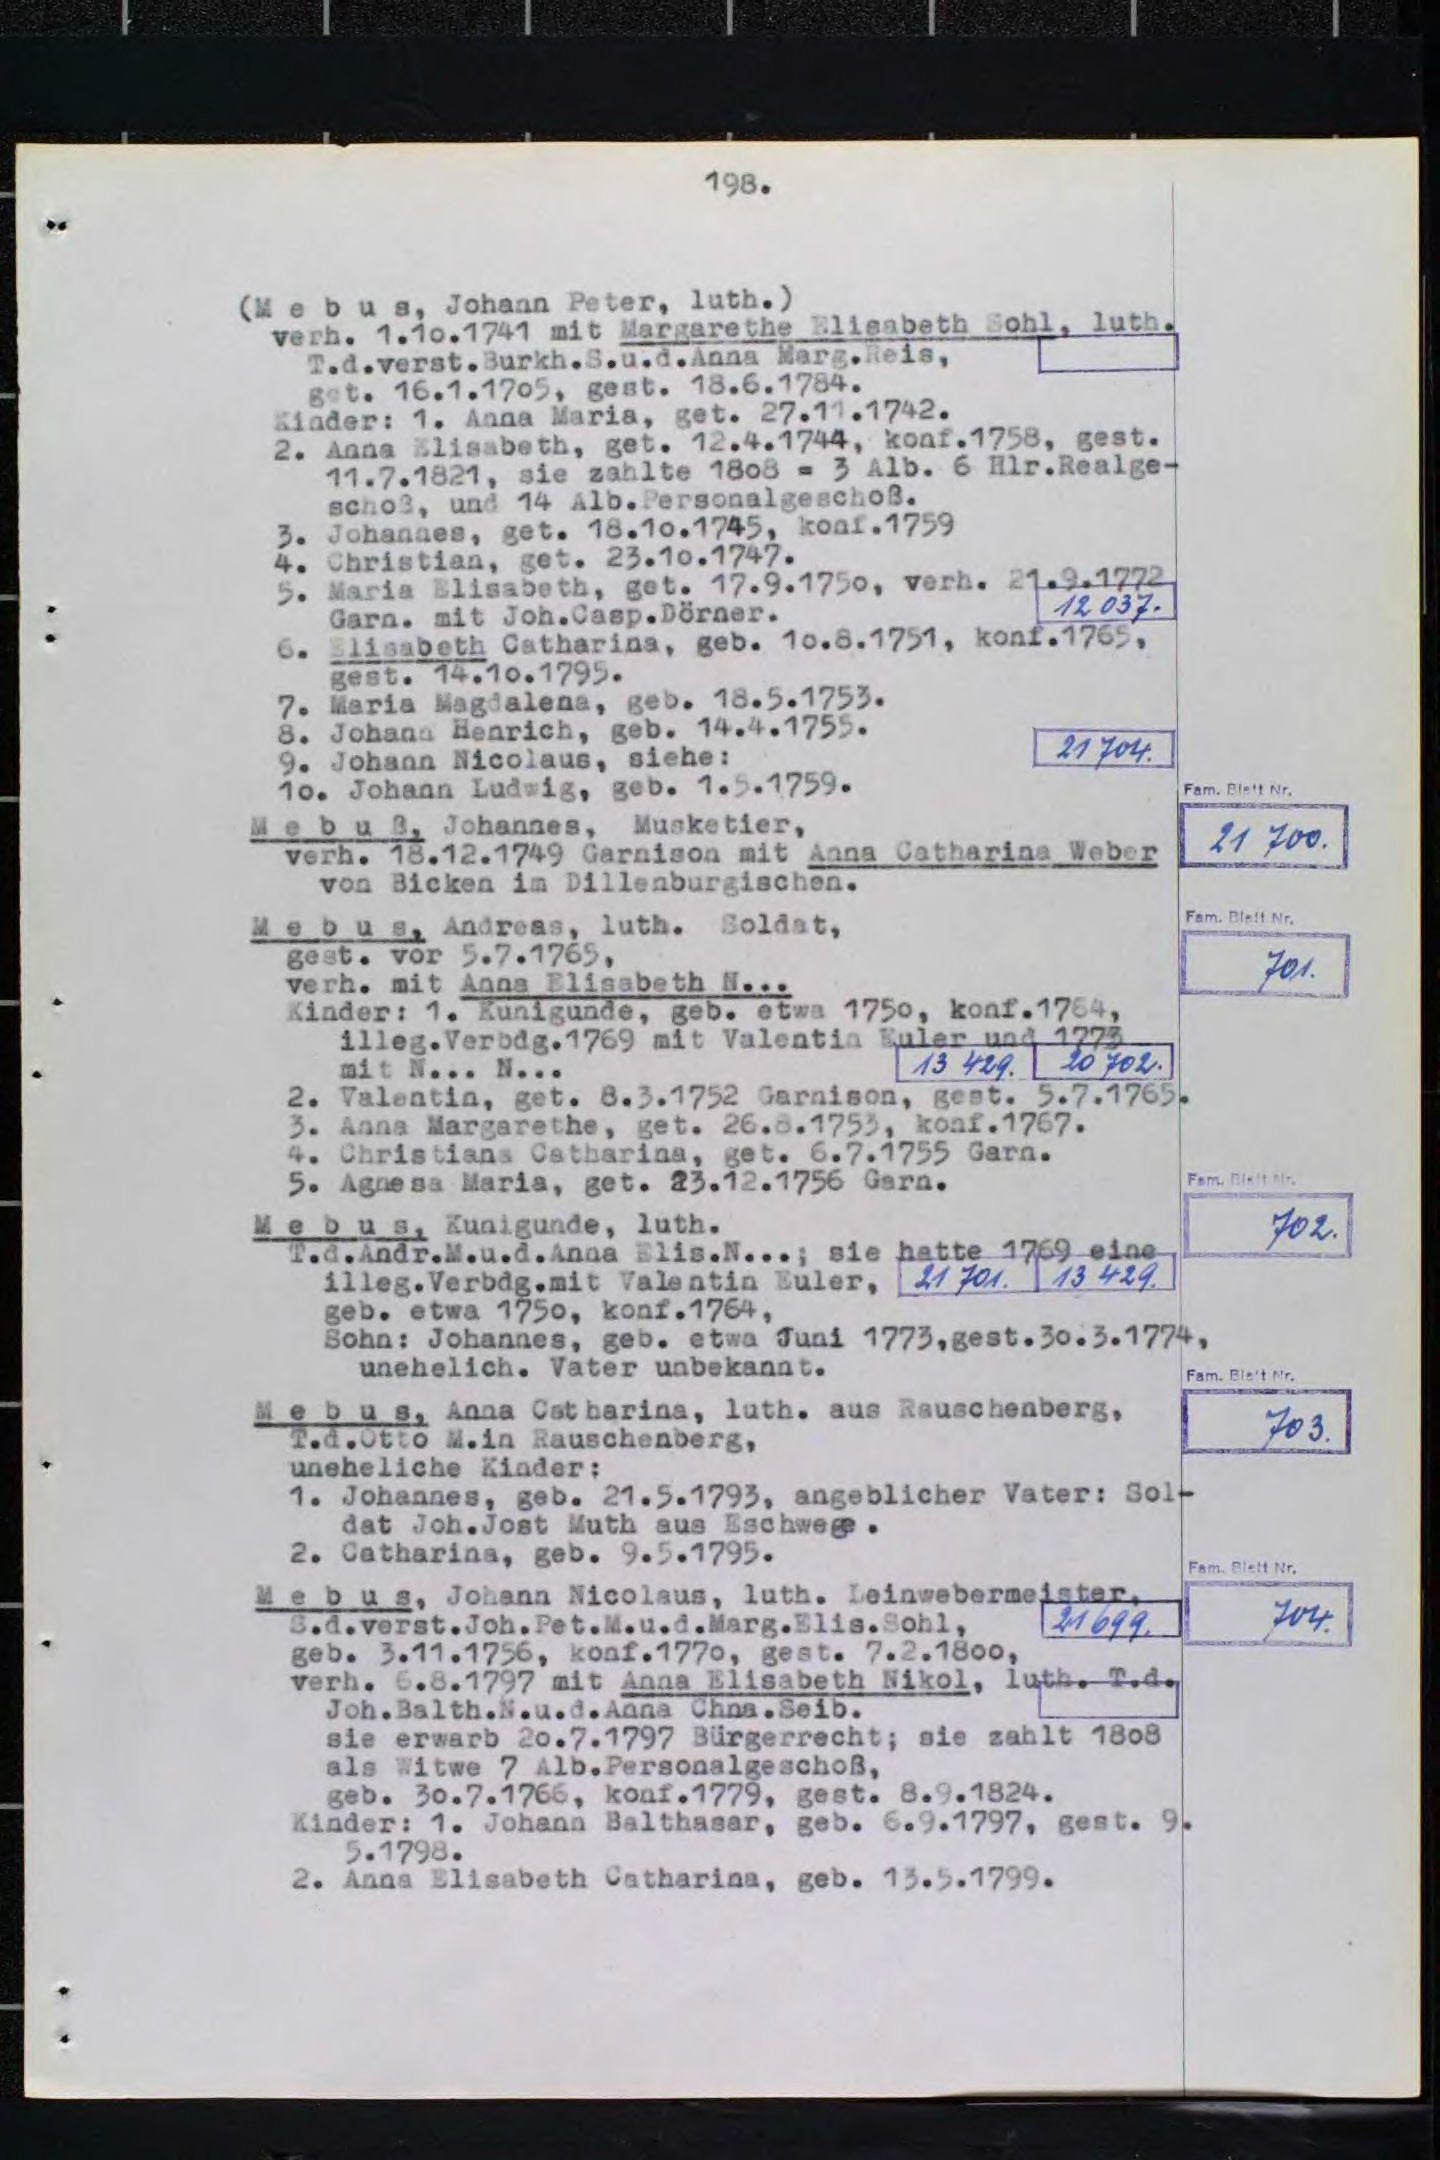 198.
(M e b u s, Johann Peter, luth.)
verh. 1.1o.1741 mit Margarethe Elisabeth Sohl, luth.
T.d.verst.Burkh.S.u.d.Anna Marg.Reis,
get. 16.1.17o5, gest. 18.6.1784.
Kinder: 1. Anna Maria, get. 27.11.1742.
2. Anna Elisabeth, get. 12.4.1744, konf.1758, gest.
11.7.1821, sie zahlte 18o8 = 3 Alb. 6 Hlr.Realge-
schoß, und 14 Alb.Personalgeschoß.
3. Johannes, get. 18.1o.1745, konf.1759
4. Christian, get. 23.1o.1747.
5. Maria Elisabeth, get. 17.9.175o, verh. 21.9.1772
Garn. mit Joh.Casp.Dörner. 12 037.
6. Elisabeth Catharina, geb. 1o.8.1751, konf.1765,
gest. 14.1o.1795.
7. Maria Magdalena, geb. 18.5.1753.
8. Johann Henrich, geb. 14.4.1755.
9. Johann Nicolaus, siehe: 21 704.
1o. Johann Ludwig, geb. 1.5.1759.
Fam. Blatt Nr.
M e b u ß, Johannes, Musketier, 21 700.
verh. 18.12.1749 Garnison mit Anna Catharina Weber
von Bicken im Dillenburgischen.
Fam. Blatt Nr.
M e b u s, Andreas, luth. Soldat, 701.
gest. vor 5.7.1765,
verh. mit Anna Elisabeth N...
Kinder: 1. Kunigunde, geb. etwa 175o, konf.1764,
illeg.Verbdg.1769 mit Valentin Euler und 1773
mit N... N... 13 429. 20 702.
2. Valentin, get. 8.3.1752 Garnison, gest. 5.7.1765.
3. Anna Margarethe, get. 26.8.1753, konf.1767.
4. Christiana Catharina, get. 6.7.1755 Garn.
5. Agnesa Maria, get. 23.12.1756 Garn.
Fam. Blatt Nr.
M e b u s, Kunigunde, luth. 702.
T.d.Andr.M.u.d.Anna Elis.N...; sie hatte 1769 eine
illeg.Verbdg.mit Valentin Euler, 21 701. 13 429.
geb. etwa 175o, konf.1764,
Sohn: Johannes, geb. etwa Juni 1773,gest.3o.3.1774,
unehelich. Vater unbekannt.
Fam. Blatt Nr.
M e b u s, Anna Catharina, luth. aus Rauschenberg, 703.
T.d.Otto M.in Rauschenberg,
uneheliche Kinder:
1. Johannes, geb. 21.5.1793, angeblicher Vater: Sol-
dat Joh.Jost Muth aus Eschwege.
2. Catharina, geb. 9.5.1795.
Fam. Blatt Nr.
M e b u s, Johann Nicolaus, luth. Leinwebermeister, 704.
S.d.verst.Joh.Pet.M.u.d.Marg.Elis.Sohl, 21 699.
geb. 3.11.1756, konf.177o, gest. 7.2.18oo,
verh. 6.8.1797 mit Anna Elisabeth Nikol, luth. T.d.
Joh.Balth.N.u.d.Anna Chna.Seib.
sie erwarb 2o.7.1797 Bürgerrecht; sie zahlt 18o8
als Witwe 7 Alb.Personalgeschoß,
geb. 3o.7.1766, konf.1779, gest. 8.9.1824.
Kinder: 1. Johann Balthasar, geb. 6.9.1797, gest. 9.
5.1798.
2. Anna Elisabeth Catharina, geb. 13.5.1799.